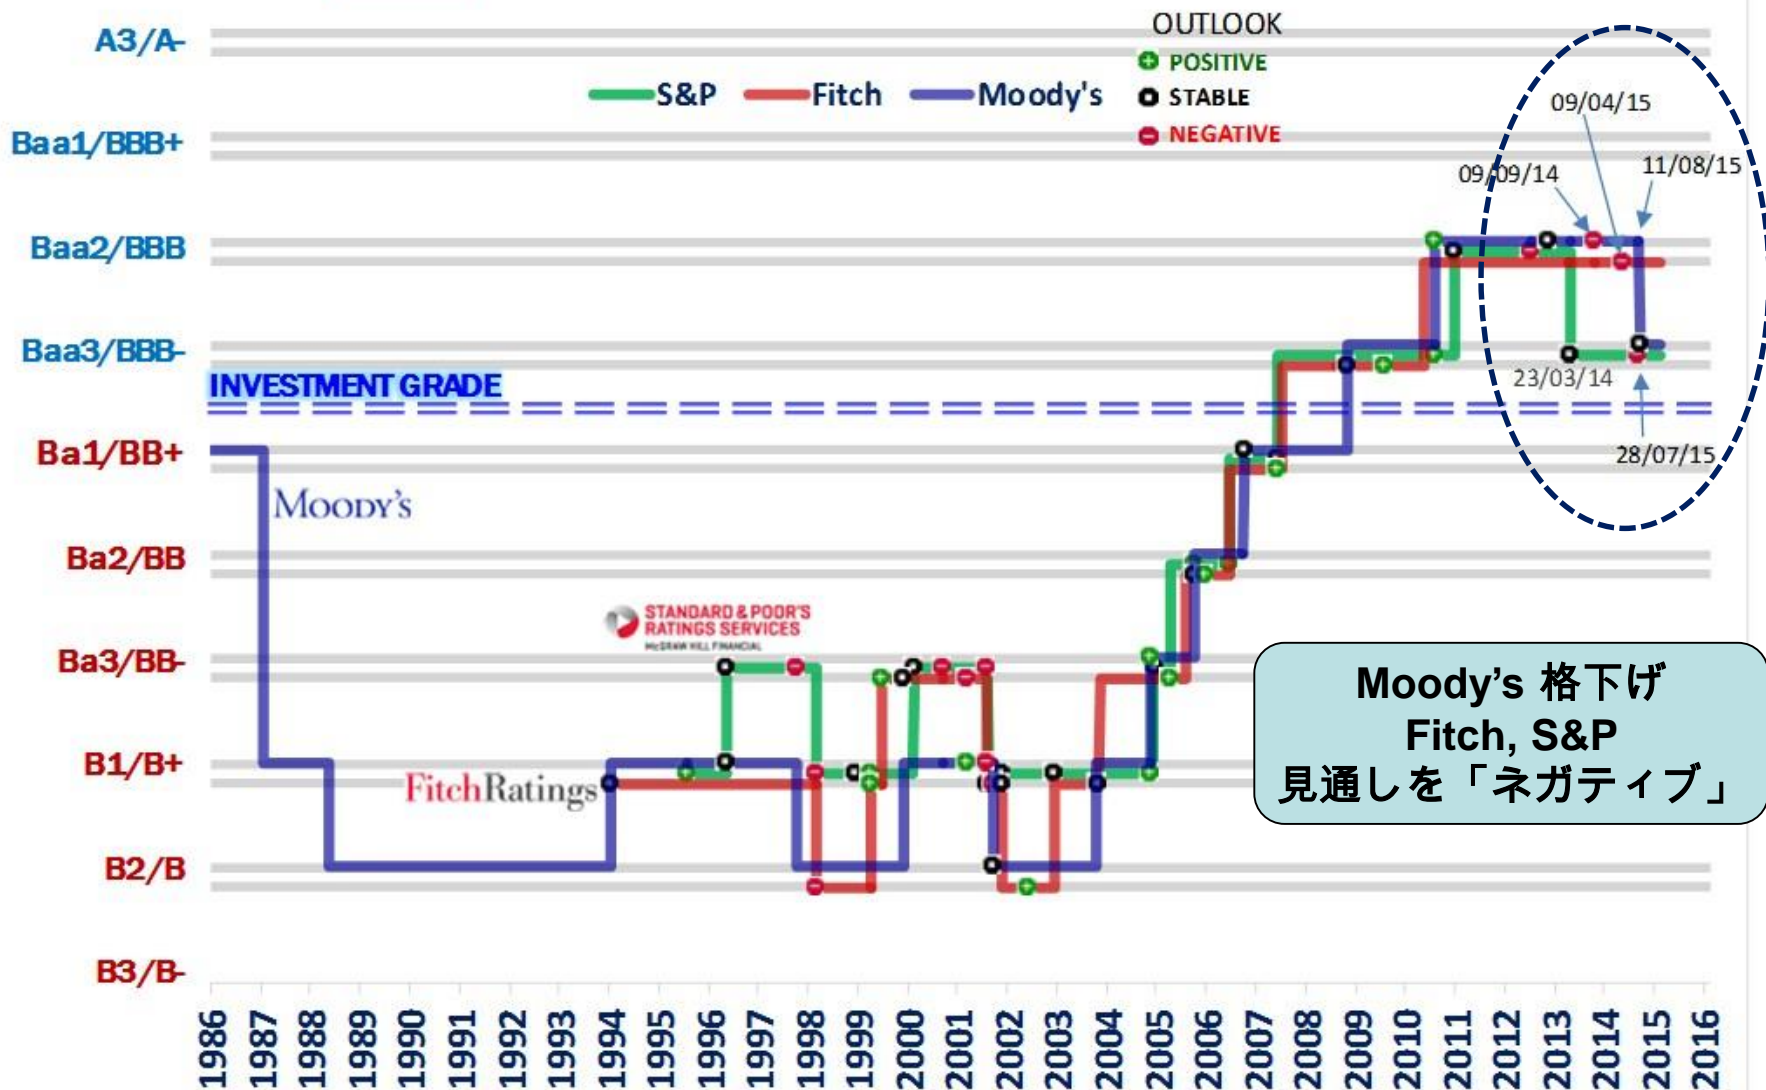 OUTLOOK
POSITIVE
STABLE
NEGATIVE
S&P
Fitch
Moody's
A3/A-
Baa1/BBB+
Baa2/BBB
Baa3/BBB-
INVESTMENT GRADE
Ba1/BB+
Ba2/BB
Ba3/BB-
B1/B+
B2/B
B3/B-
09/04/15
09/09/14
11/08/15
23/03/14
28/07/15
MOODY'S
STANDARD & POOR'S
RATINGS SERVICES
McGRAW HILL FINANCIAL
FitchRatings
Moody's 格下げ
Fitch, S&P
見通しを「ネガティブ」
1986
1987
1988
1989
1990
1991
1992
1993
1994
1995
1996
1997
1998
1999
2000
2001
2002
2003
2004
2005
2006
2007
2008
2009
2010
2011
2012
2013
2014
2015
2016